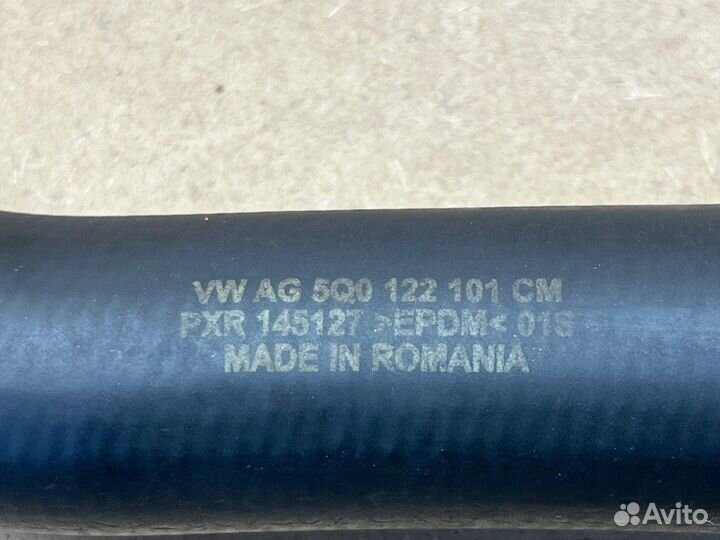 VW AG 5Q0 122 101 CM
PXR 145127 >EPDM< 01S
MADE IN ROMANIA
Avito